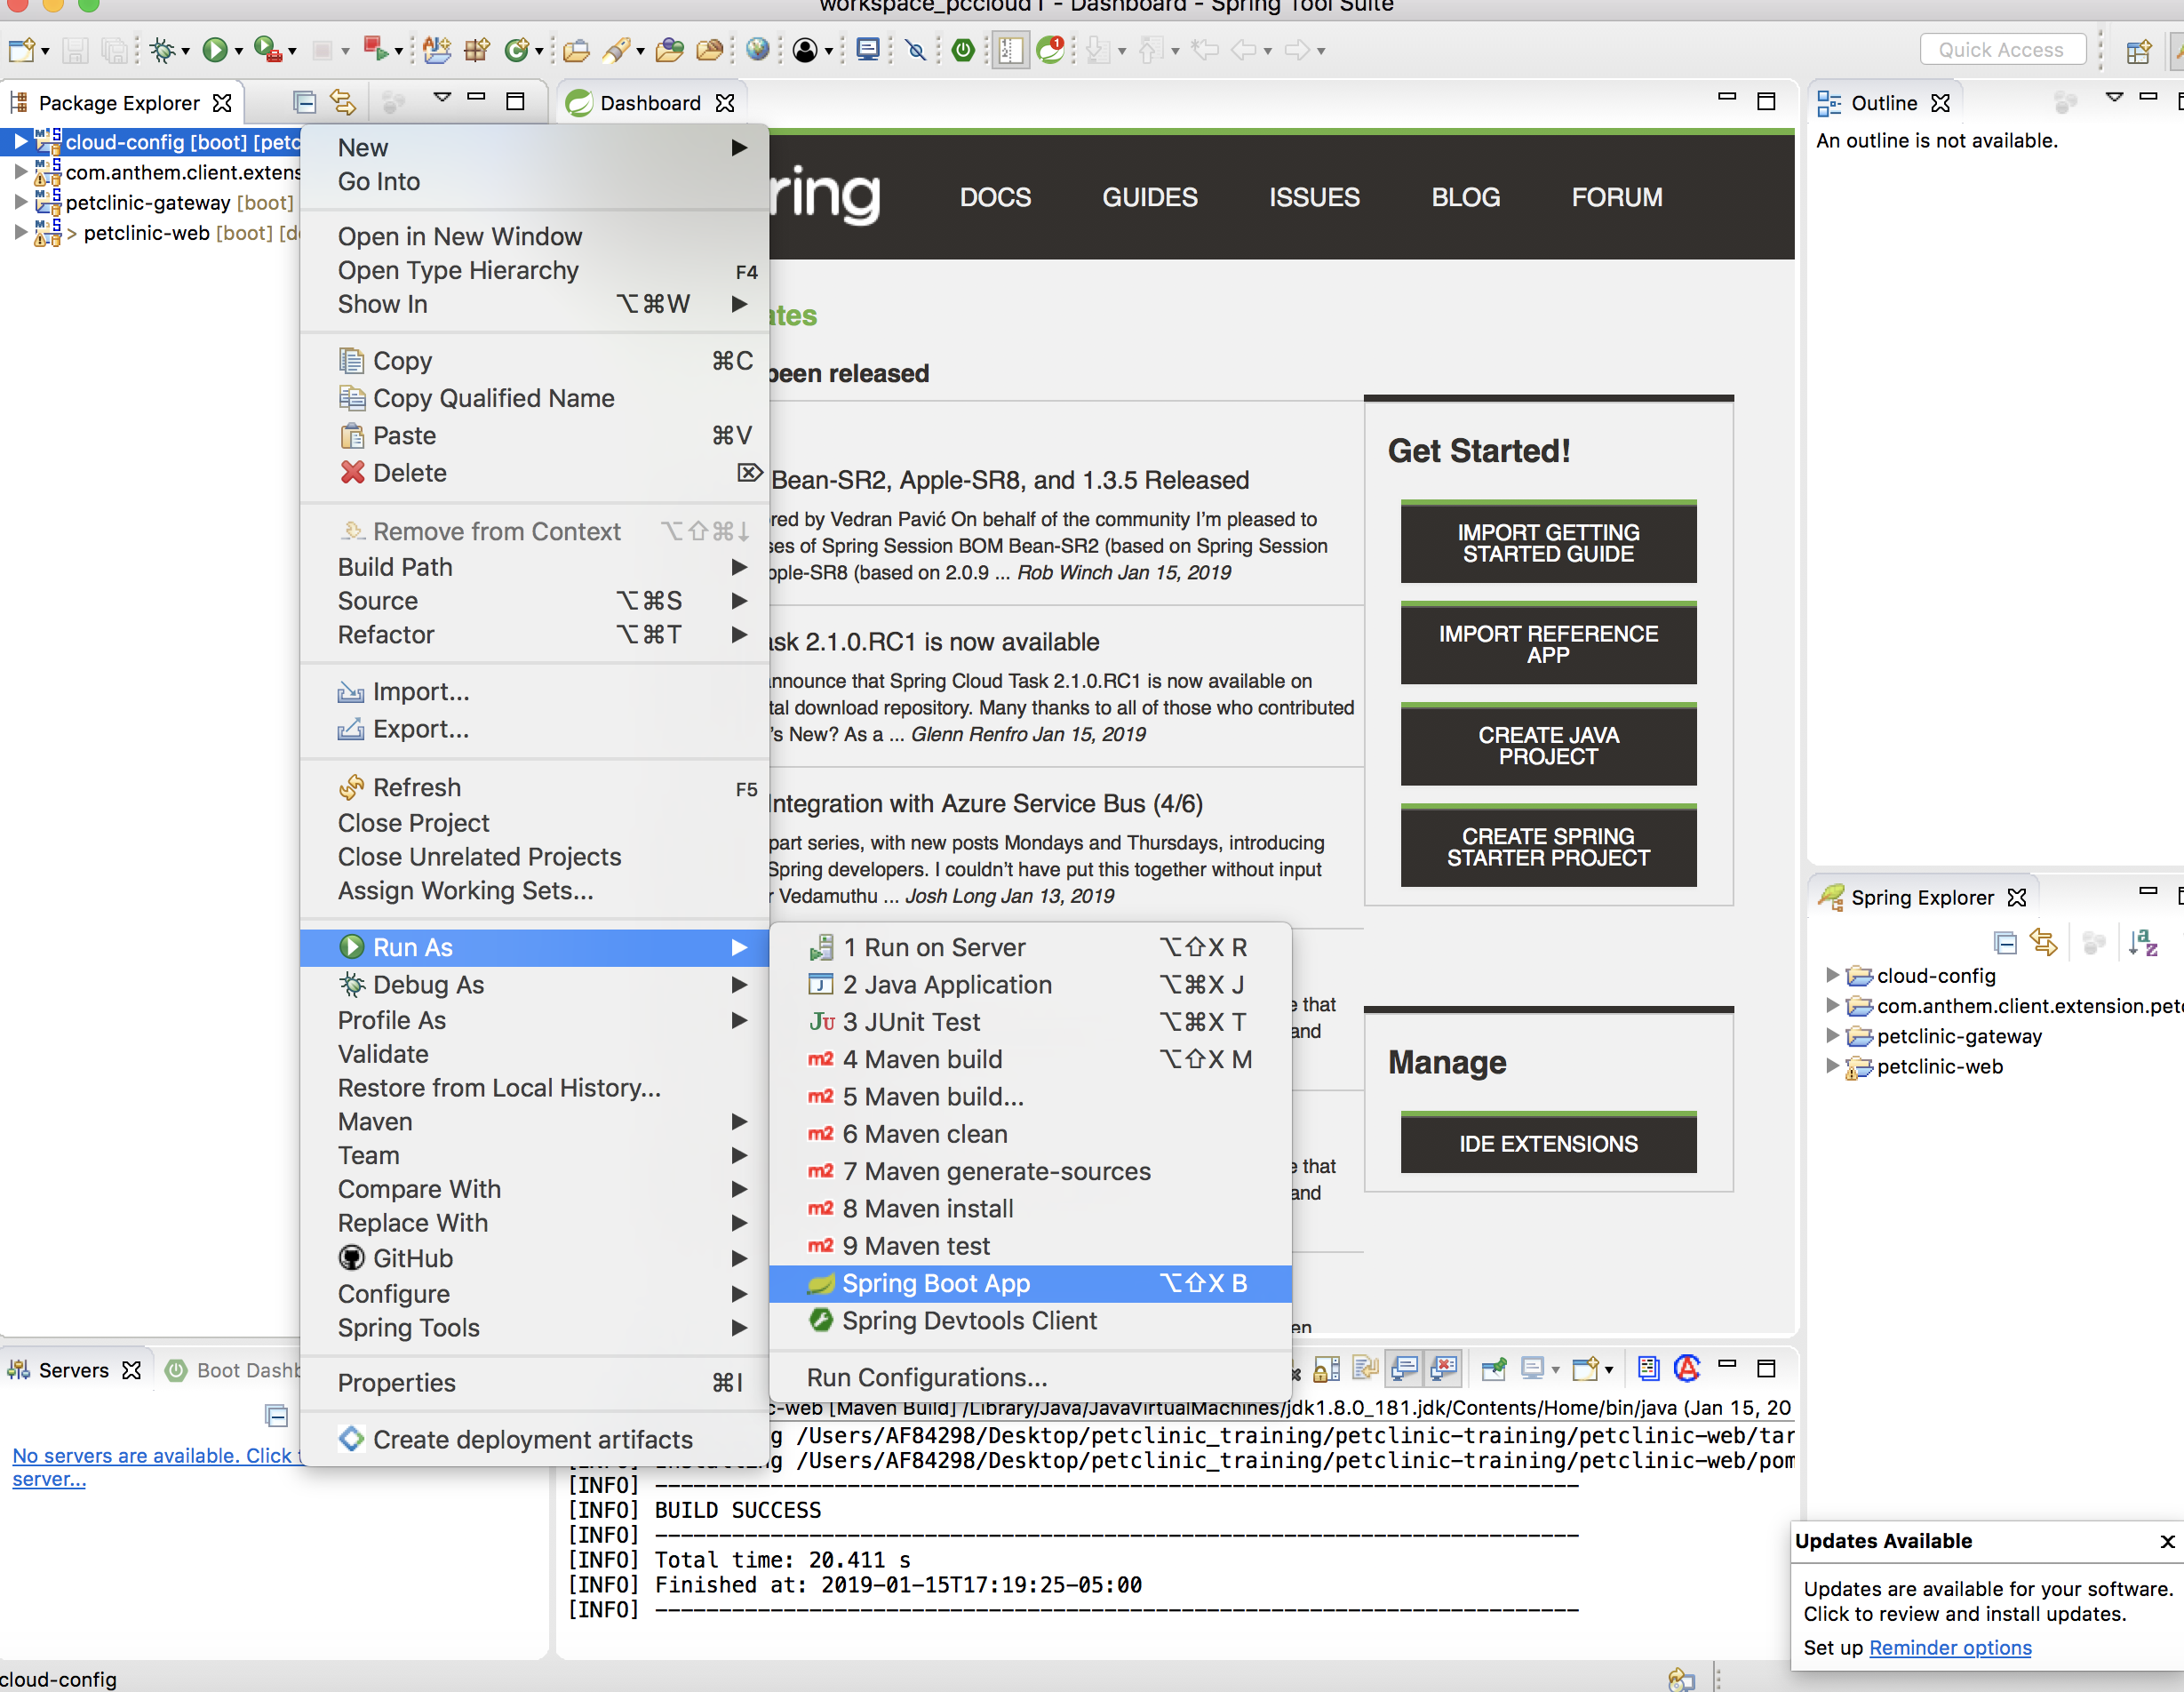 workspace_pccloud1 - Dashboard - Spring Tool Suite
Quick Access
Package Explorer
cloud-config [boot] [petc
com.anthem.client.extens
petclinic-gateway [boot]
> petclinic-web [boot] [d
New
Go Into
Open in New Window
Open Type Hierarchy F4
Show In ⌥⌘W
Copy ⌘C
Copy Qualified Name
Paste ⌘V
Delete ⌦
Remove from Context ⌥⇧⌘↓
Build Path
Source ⌥⌘S
Refactor ⌥⌘T
Import...
Export...
Refresh F5
Close Project
Close Unrelated Projects
Assign Working Sets...
Run As
Debug As
Profile As
Validate
Restore from Local History...
Maven
Team
Compare With
Replace With
GitHub
Configure
Spring Tools
Properties ⌘I
Create deployment artifacts
1 Run on Server ⌥⇧X R
2 Java Application ⌥⌘X J
3 JUnit Test ⌥⌘X T
4 Maven build ⌥⇧X M
5 Maven build...
6 Maven clean
7 Maven generate-sources
8 Maven install
9 Maven test
Spring Boot App ⌥⇧X B
Spring Devtools Client
Run Configurations...
Dashboard
ring
DOCS GUIDES ISSUES BLOG FORUM
ates
been released
Bean-SR2, Apple-SR8, and 1.3.5 Released
red by Vedran Pavić On behalf of the community I'm pleased to
ses of Spring Session BOM Bean-SR2 (based on Spring Session
pple-SR8 (based on 2.0.9 ... Rob Winch Jan 15, 2019
ask 2.1.0.RC1 is now available
nnounce that Spring Cloud Task 2.1.0.RC1 is now available on
tal download repository. Many thanks to all of those who contributed
's New? As a ... Glenn Renfro Jan 15, 2019
Integration with Azure Service Bus (4/6)
part series, with new posts Mondays and Thursdays, introducing
Spring developers. I couldn't have put this together without input
r Vedamuthu ... Josh Long Jan 13, 2019
e that
and
e that
and
en
Get Started!
IMPORT GETTING
STARTED GUIDE
IMPORT REFERENCE
APP
CREATE JAVA
PROJECT
CREATE SPRING
STARTER PROJECT
Manage
IDE EXTENSIONS
Outline
An outline is not available.
Spring Explorer
cloud-config
com.anthem.client.extension.pet
petclinic-gateway
petclinic-web
Servers
Boot Dashb
No servers are available. Click t
server...
c-web [Maven Build] /Library/Java/JavaVirtualMachines/jdk1.8.0_181.jdk/Contents/Home/bin/java (Jan 15, 20
g /Users/AF84298/Desktop/petclinic_training/petclinic-training/petclinic-web/tar
[INFO] Installing /Users/AF84298/Desktop/petclinic_training/petclinic-training/petclinic-web/pom
[INFO] ------------------------------------------------------------------------
[INFO] BUILD SUCCESS
[INFO] ------------------------------------------------------------------------
[INFO] Total time: 20.411 s
[INFO] Finished at: 2019-01-15T17:19:25-05:00
[INFO] ------------------------------------------------------------------------
Updates Available
Updates are available for your software.
Click to review and install updates.
Set up Reminder options
cloud-config